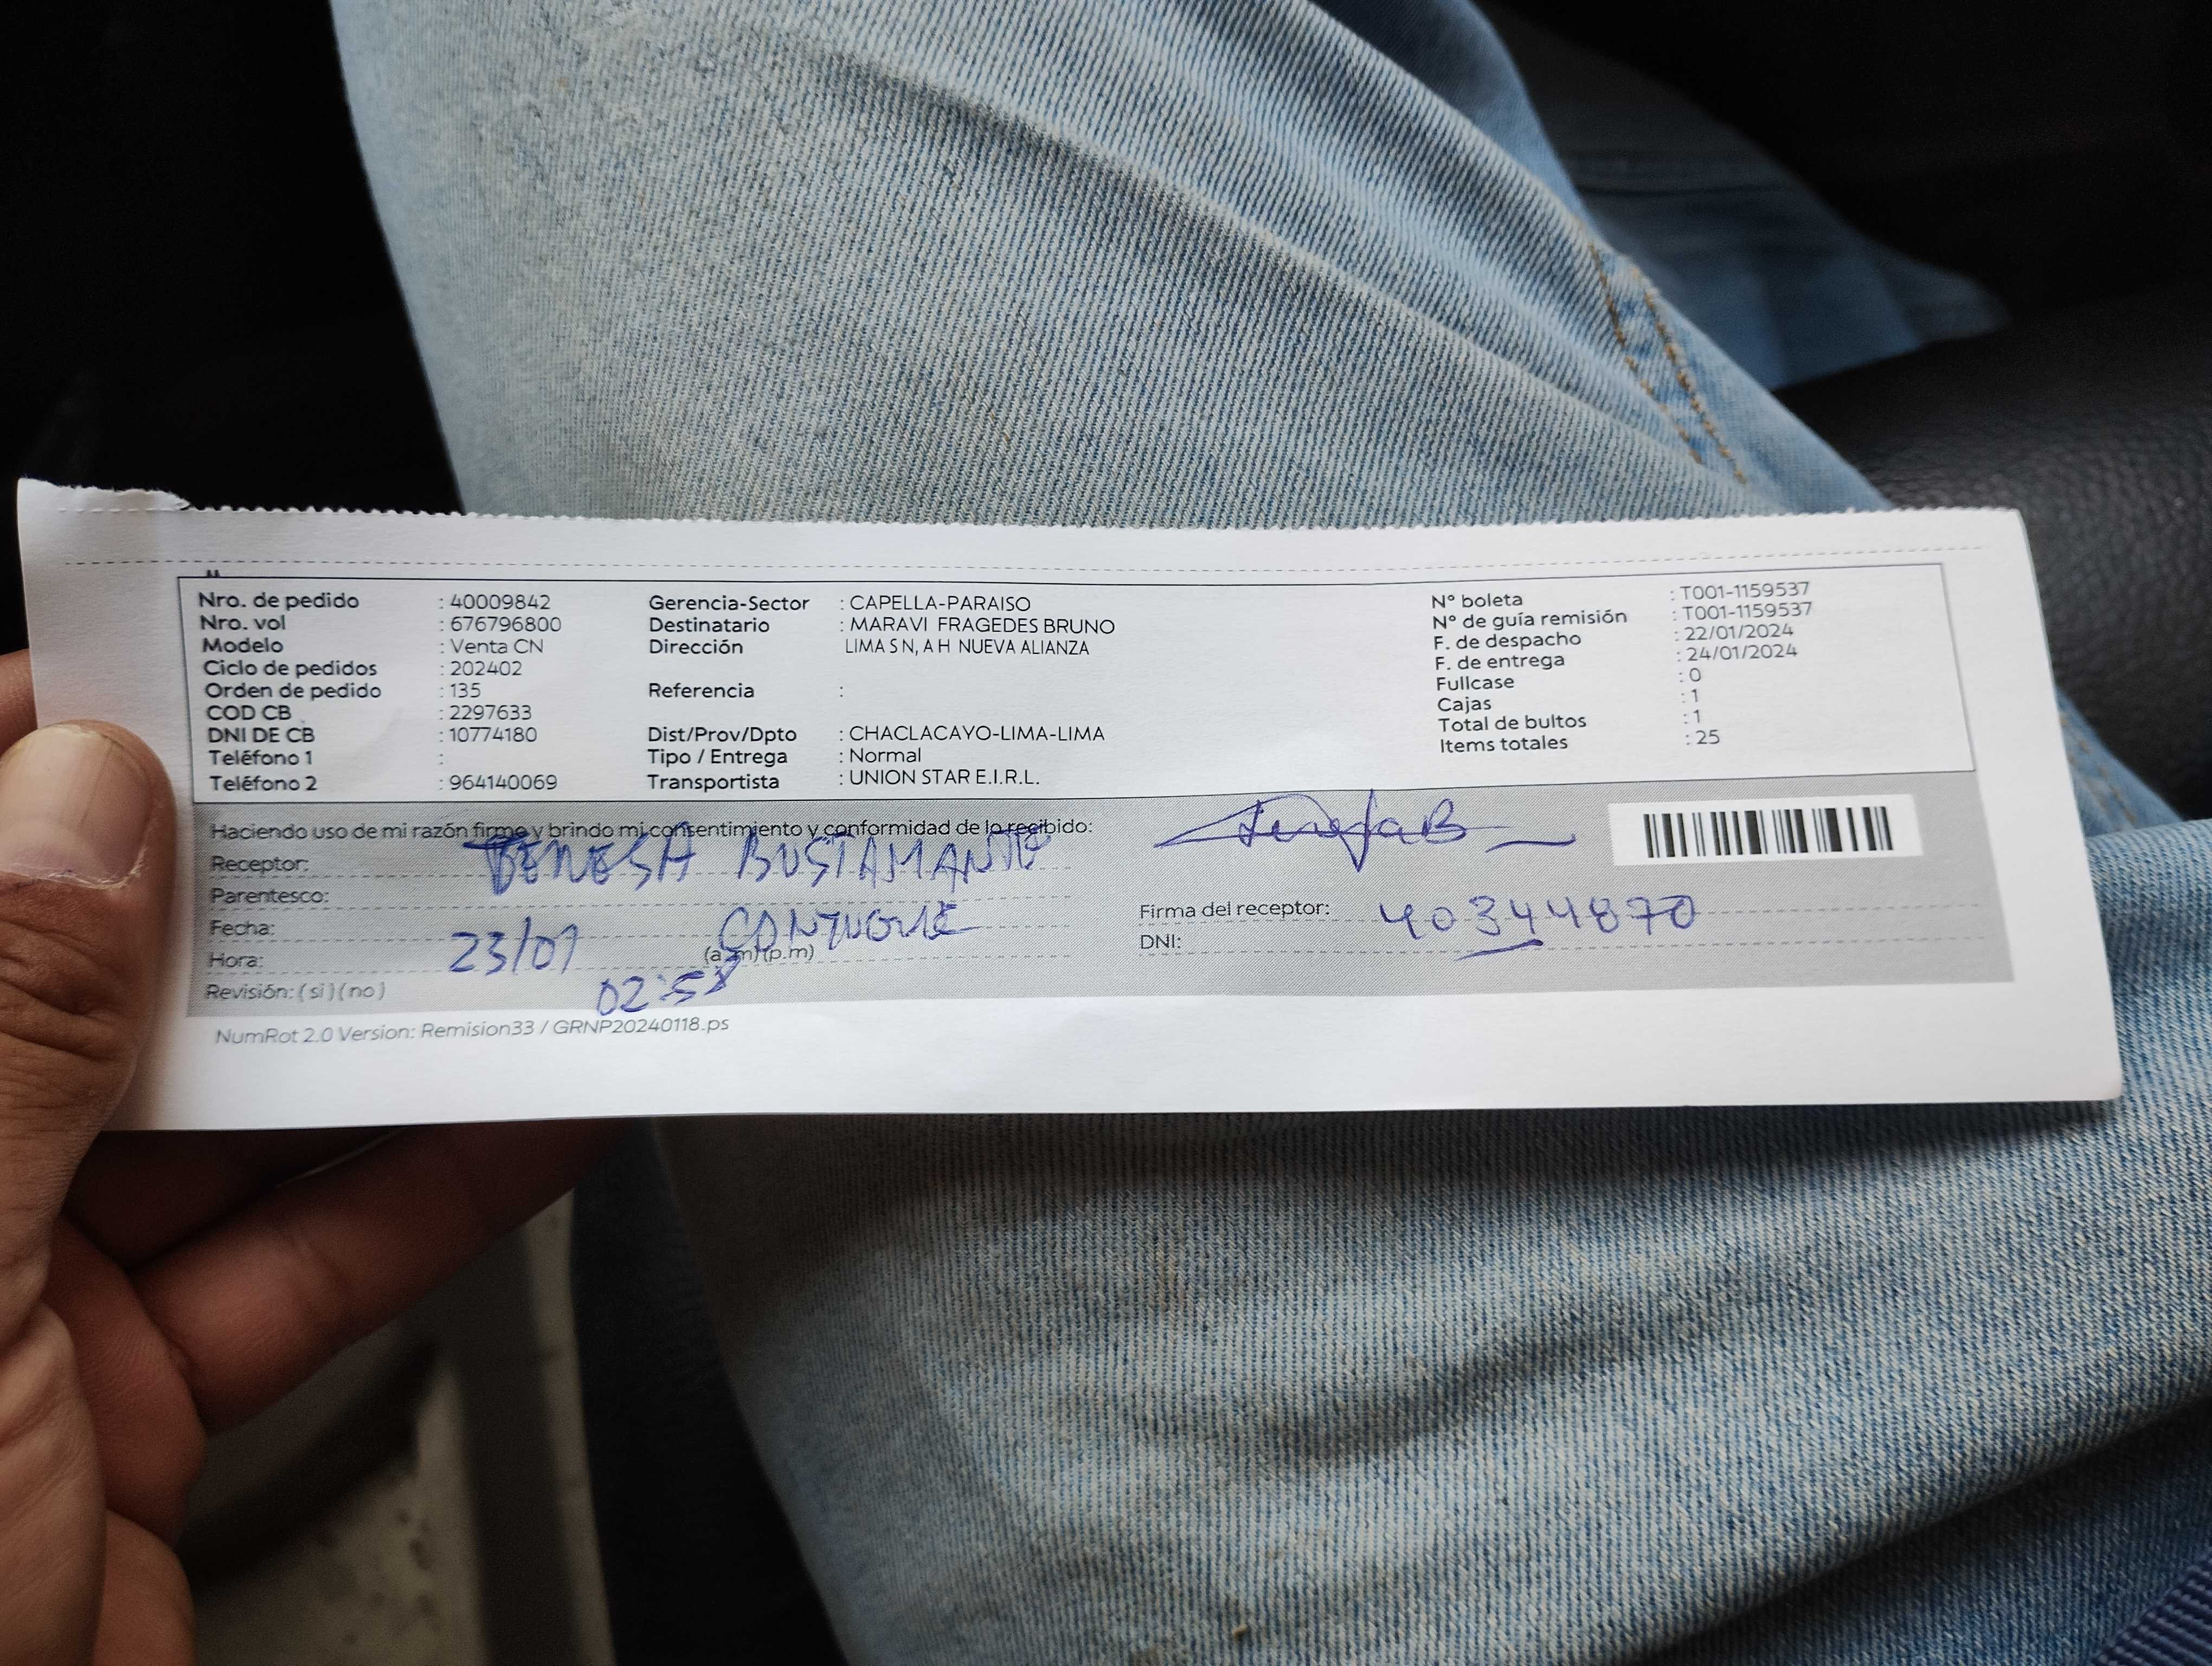 Nro. de pedido : 40009842
Nro. vol : 676796800
Modelo : Venta CN
Ciclo de pedidos : 202402
Orden de pedido : 135
COD CB : 2297633
DNI DE CB : 10774180
Teléfono 1 :
Teléfono 2 : 964140069
Gerencia-Sector : CAPELLA-PARAISO
Destinatario : MARAVI FRAGEDES BRUNO
Dirección LIMA S N, A H NUEVA ALIANZA
Referencia :
Dist/Prov/Dpto : CHACLACAYO-LIMA-LIMA
Tipo / Entrega : Normal
Transportista : UNION STAR E.I.R.L.
N° boleta : T001-1159537
N° de guía remisión : T001-1159537
F. de despacho : 22/01/2024
F. de entrega : 24/01/2024
Fullcase : 0
Cajas : 1
Total de bultos : 1
Items totales : 25
Haciendo uso de mi razón firmo y brindo mi consentimiento y conformidad de lo recibido:
Receptor: BUSTAMANTE
Parentesco:
Fecha: 23/01
Hora: (a.m)(p.m) 02:5
Revisión: (si)(no)
Firma del receptor:
DNI: 40344870
NumRot 2.0 Version: Remision33 / GRNP20240118.ps